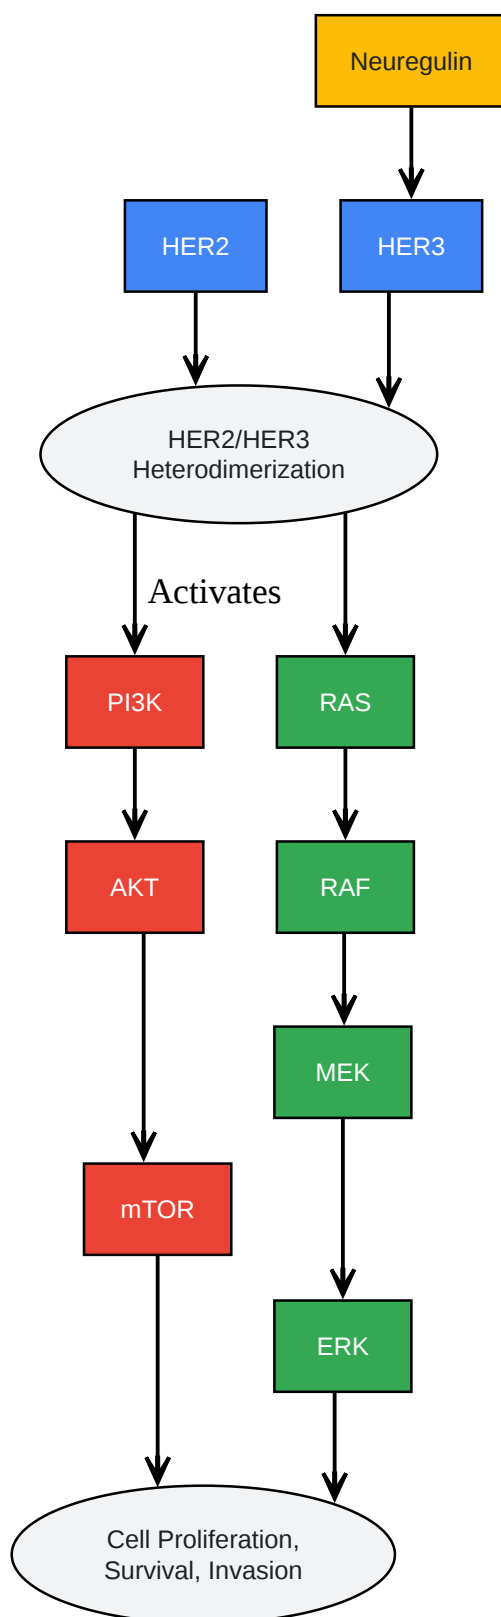 Neuregulin
HER2
HER3
HER2/HER3
Heterodimerization
Activates
PI3K
RAS
AKT
RAF
MEK
mTOR
ERK
Cell Proliferation,
Survival, Invasion